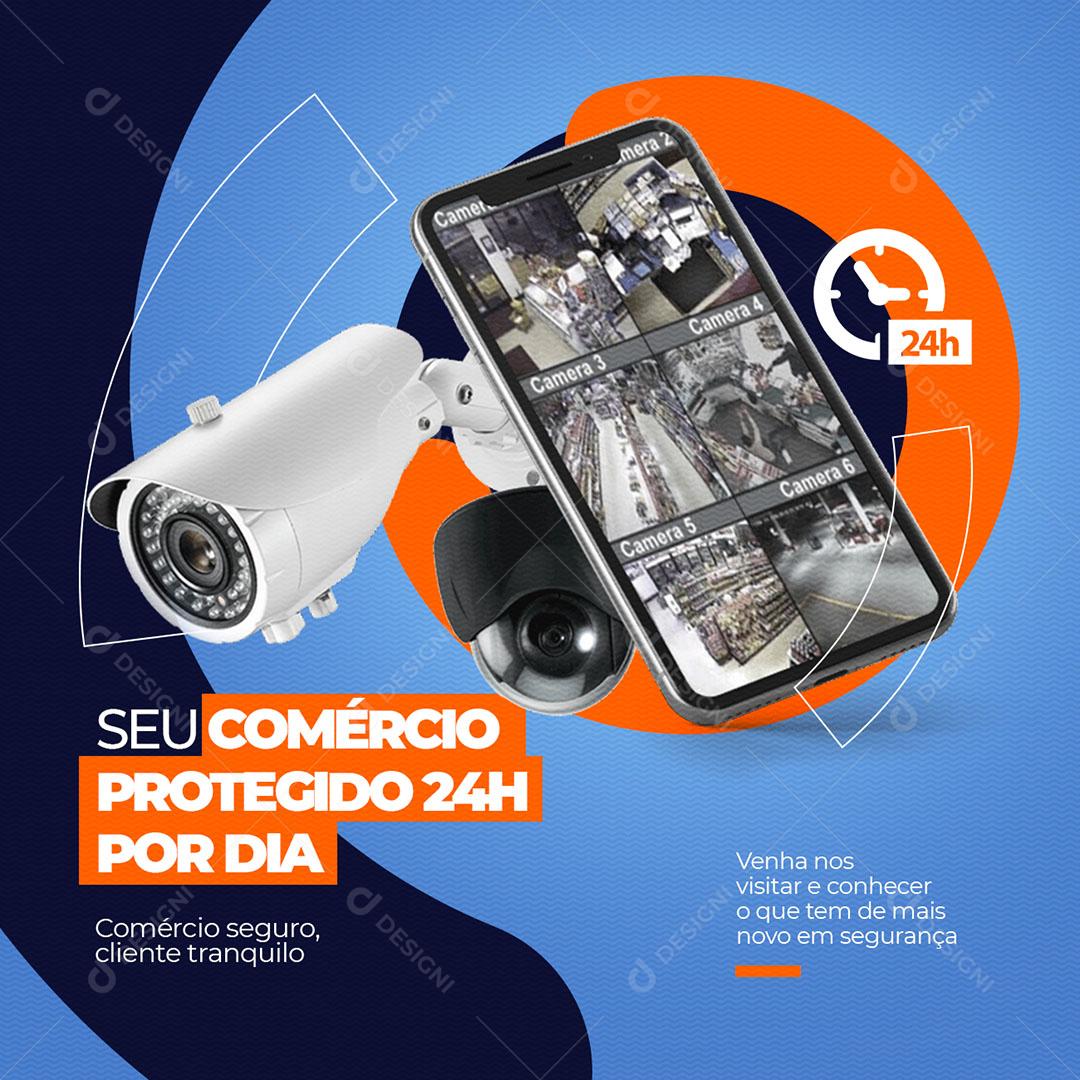 Camera 2
Camera 4
Camera 3
Camera 6
Camera 5
24h
SEU COMÉRCIO
PROTEGIDO 24H
POR DIA
Comércio seguro,
cliente tranquilo
Venha nos
visitar e conhecer
o que tem de mais
novo em segurança
DESIGNI